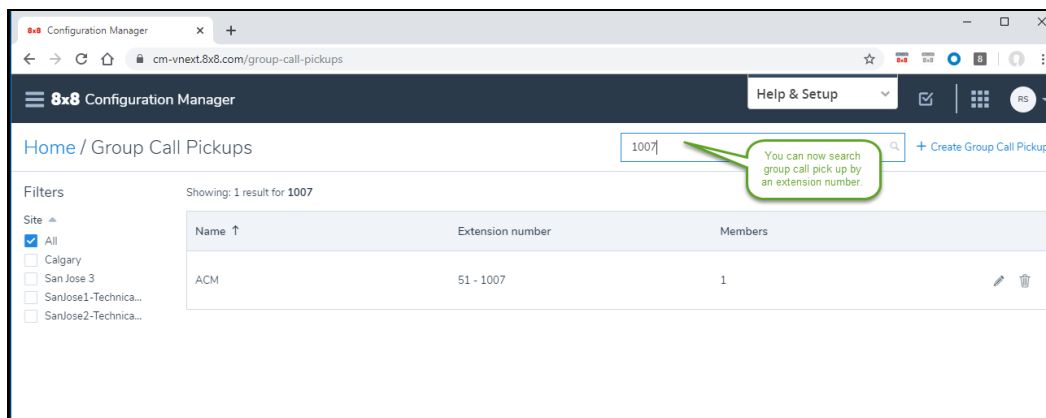 8x8 Configuration Manager
cm-vnext.8x8.com/group-call-pickups
8x8 8x8 8
8x8 Configuration Manager
Help & Setup
RS
Home / Group Call Pickups
1007
+ Create Group Call Pickup
You can now search
group call pick up by
an extension number.
Filters
Showing: 1 result for 1007
Site
All
Calgary
San Jose 3
SanJose1-Technica...
SanJose2-Technica...
Name ↑ Extension number Members
ACM 51 - 1007 1